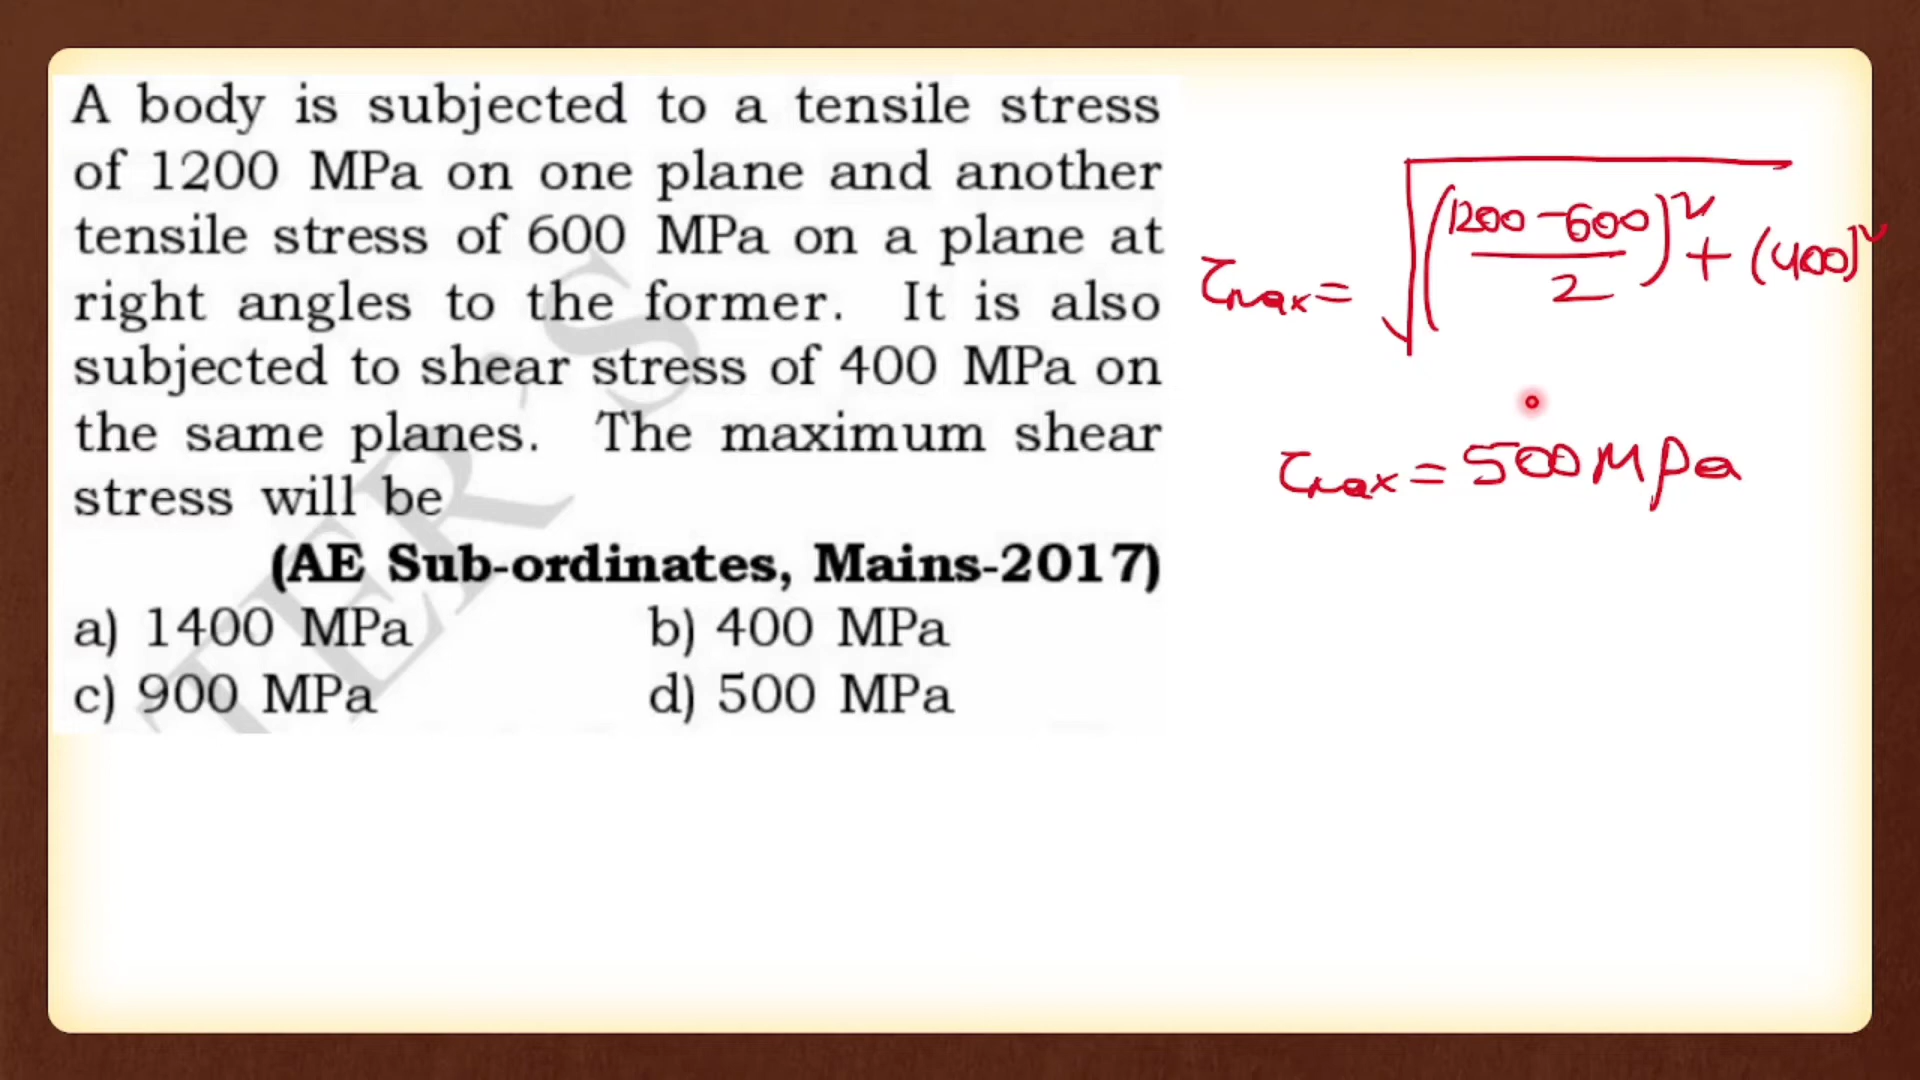 A body is subjected to a tensile stress
of 1200 MPa on one plane and another
tensile stress of 600 MPa on a plane at
right angles to the former. It is also
subjected to shear stress of 400 MPa on
the same planes. The maximum shear
stress will be
(AE Sub-ordinates, Mains-2017)
a) 1400 MPa b) 400 MPa
c) 900 MPa d) 500 MPa
TER'S
τmax = √((1200-600)/2)² + (400)²
τmax = 500 MPa